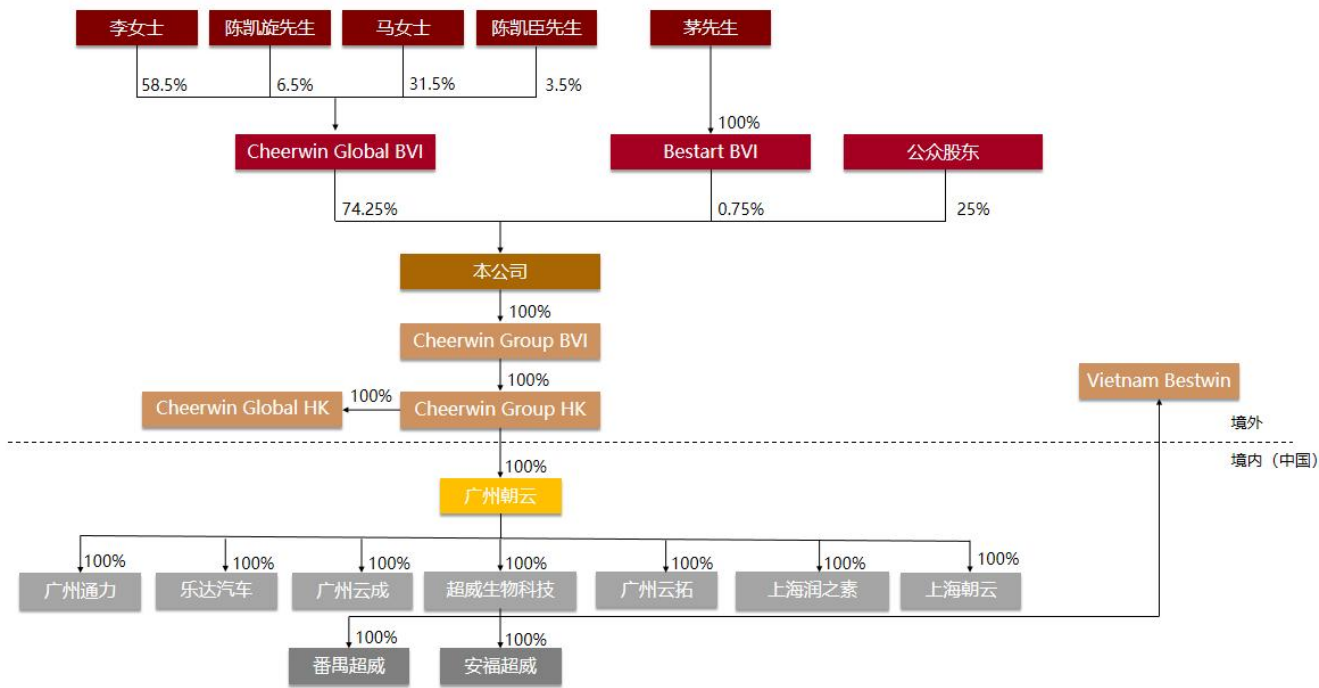 李女士
陈凯旋先生
马女士
陈凯臣先生
茅先生
58.5%
6.5%
31.5%
3.5%
100%
Cheerwin Global BVI
Bestart BVI
公众股东
74.25%
0.75%
25%
本公司
100%
Cheerwin Group BVI
100%
Vietnam Bestwin
Cheerwin Global HK
100%
Cheerwin Group HK
境外
境内（中国）
100%
广州朝云
100%
100%
100%
100%
100%
100%
100%
广州通力
乐达汽车
广州云成
超威生物科技
广州云拓
上海润之素
上海朝云
100%
100%
番禺超威
安福超威